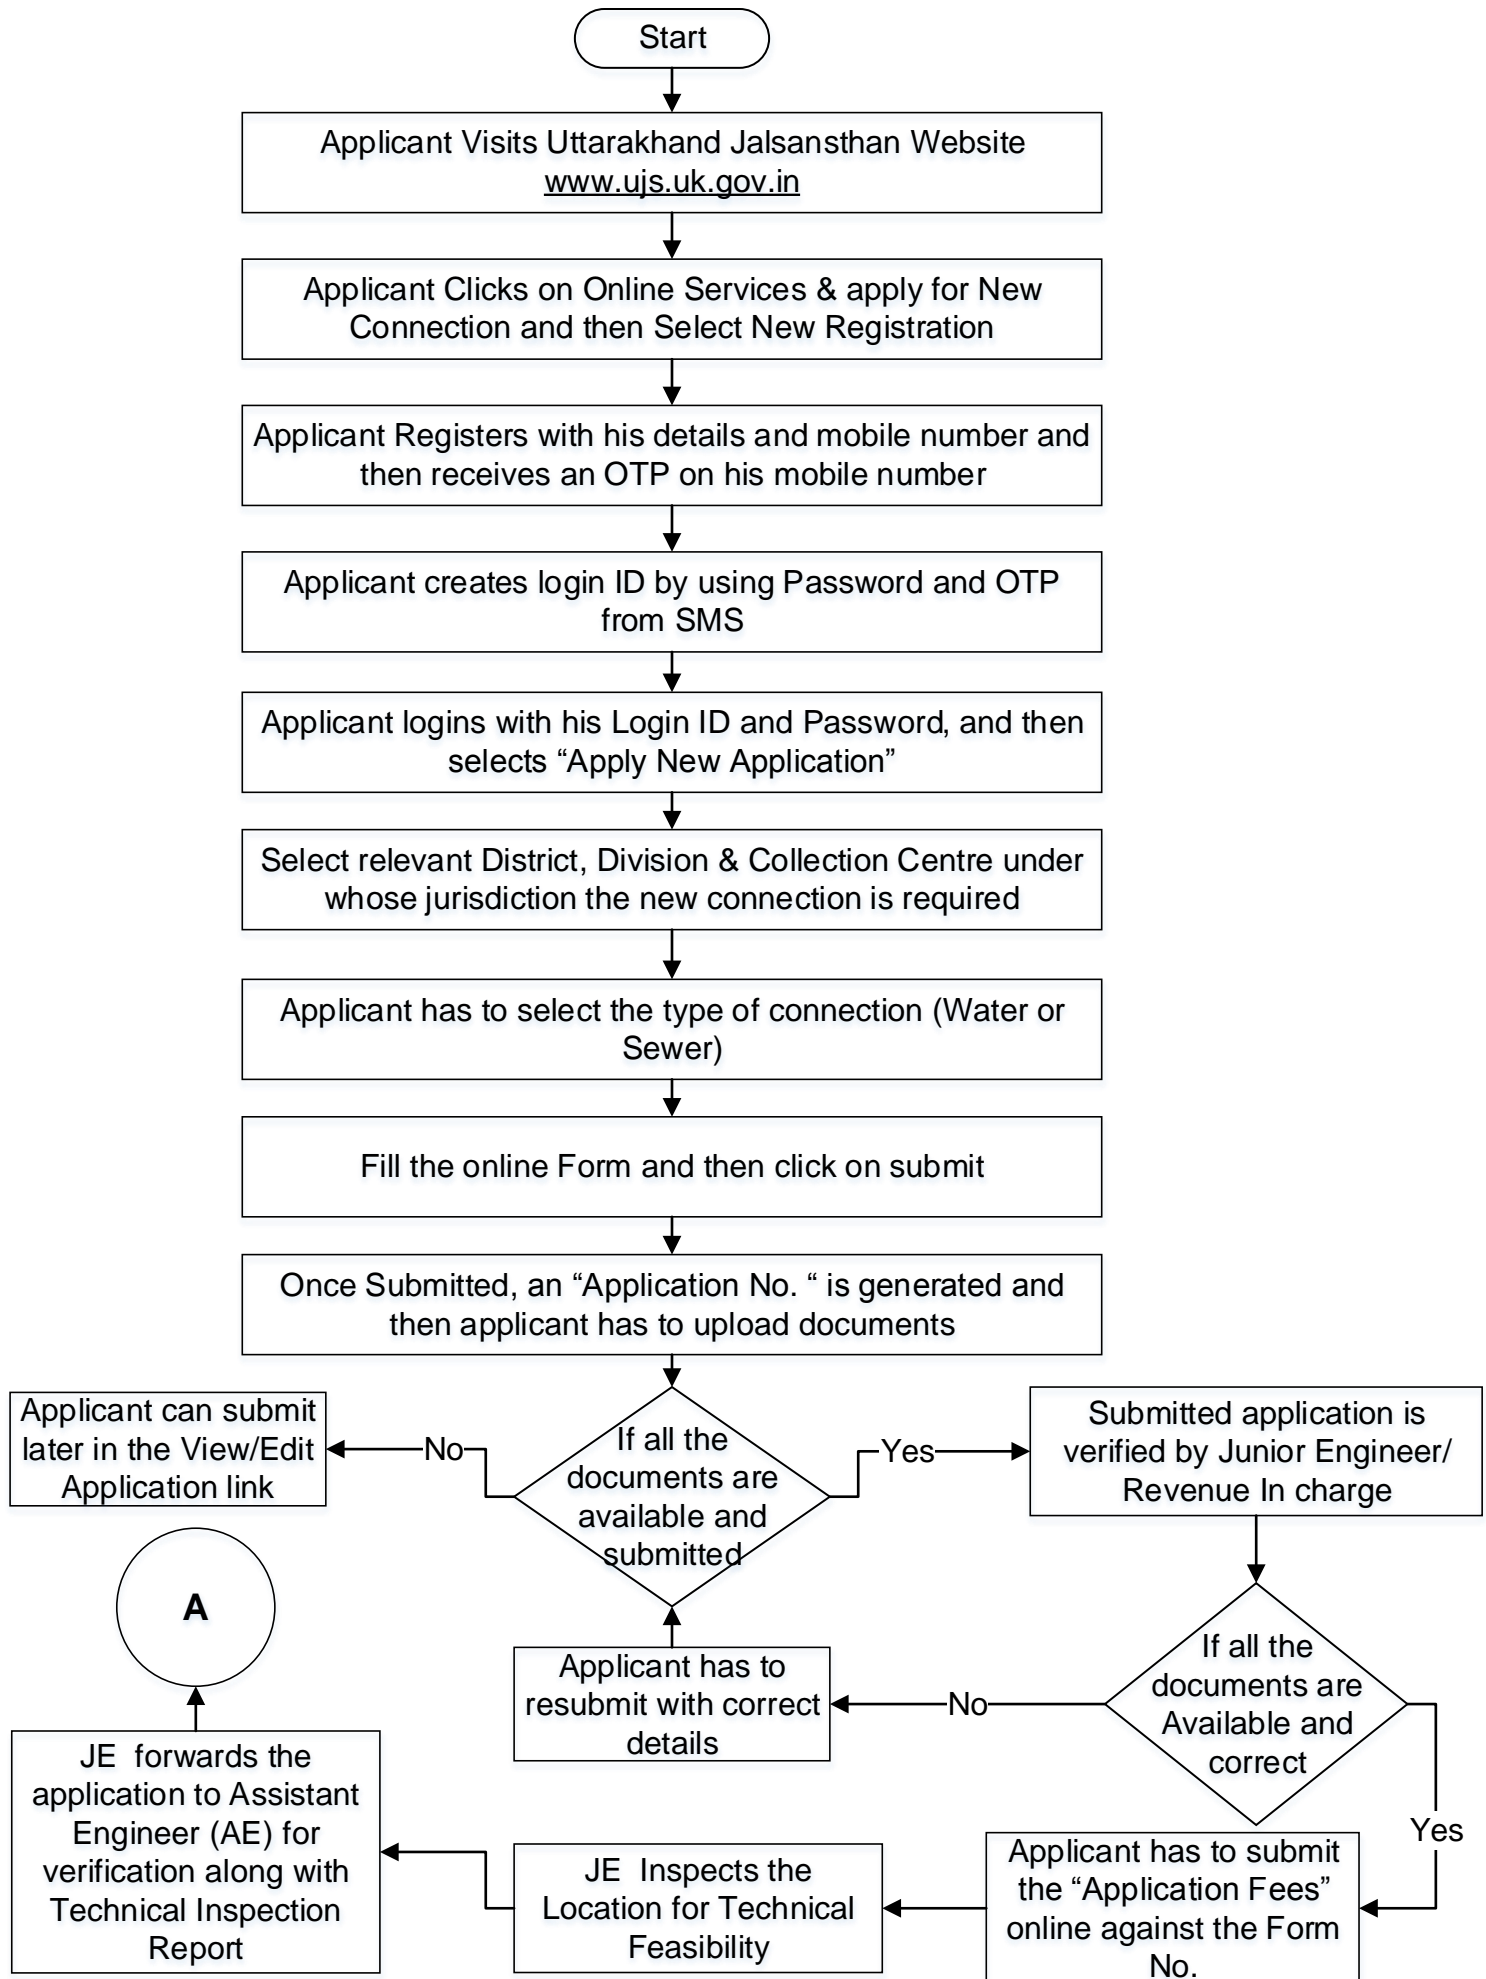 Start
Applicant Visits Uttarakhand Jalsansthan Website
www.ujs.uk.gov.in
Applicant Clicks on Online Services & apply for New
Connection and then Select New Registration
Applicant Registers with his details and mobile number and
then receives an OTP on his mobile number
Applicant creates login ID by using Password and OTP
from SMS
Applicant logins with his Login ID and Password, and then
selects “Apply New Application”
Select relevant District, Division & Collection Centre under
whose jurisdiction the new connection is required
Applicant has to select the type of connection (Water or
Sewer)
Fill the online Form and then click on submit
Once Submitted, an “Application No. “ is generated and
then applicant has to upload documents
If all the
documents are
available and
submitted
No
Applicant can submit
later in the View/Edit
Application link
Yes
Submitted application is
verified by Junior Engineer/
Revenue In charge
If all the
documents are
Available and
correct
No
Applicant has to
resubmit with correct
details
Yes
Applicant has to submit
the “Application Fees”
online against the Form
No.
JE  Inspects the
Location for Technical
Feasibility
JE  forwards the
application to Assistant
Engineer (AE) for
verification along with
Technical Inspection
Report
A